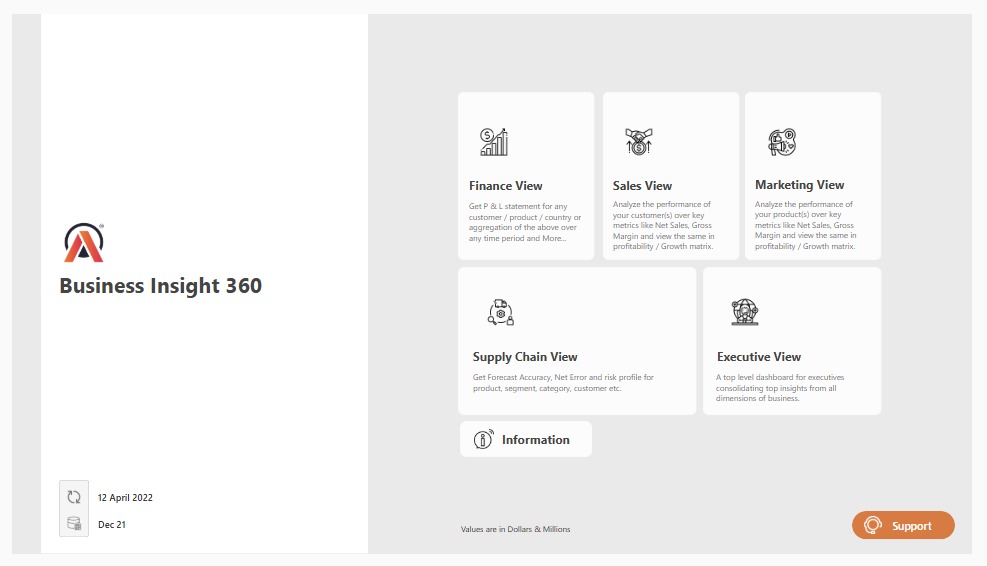 Business Insight 360
12 April 2022
Dec 21
Finance View
Get P & L statement for any
customer / product / country or
aggregation of the above over
any time period and More...
Sales View
Analyze the performance of
your customer(s) over key
metrics like Net Sales, Gross
Margin and view the same in
profitability / Growth matrix.
Marketing View
Analyze the performance of
your product(s) over key
metrics like Net Sales, Gross
Margin and view the same in
profitability / Growth matrix.
Supply Chain View
Get Forecast Accuracy, Net Error and risk profile for
product, segment, category, customer etc.
Executive View
A top level dashboard for executives
consolidating top insights from all
dimensions of business.
Information
Values are in Dollars & Millions
Support